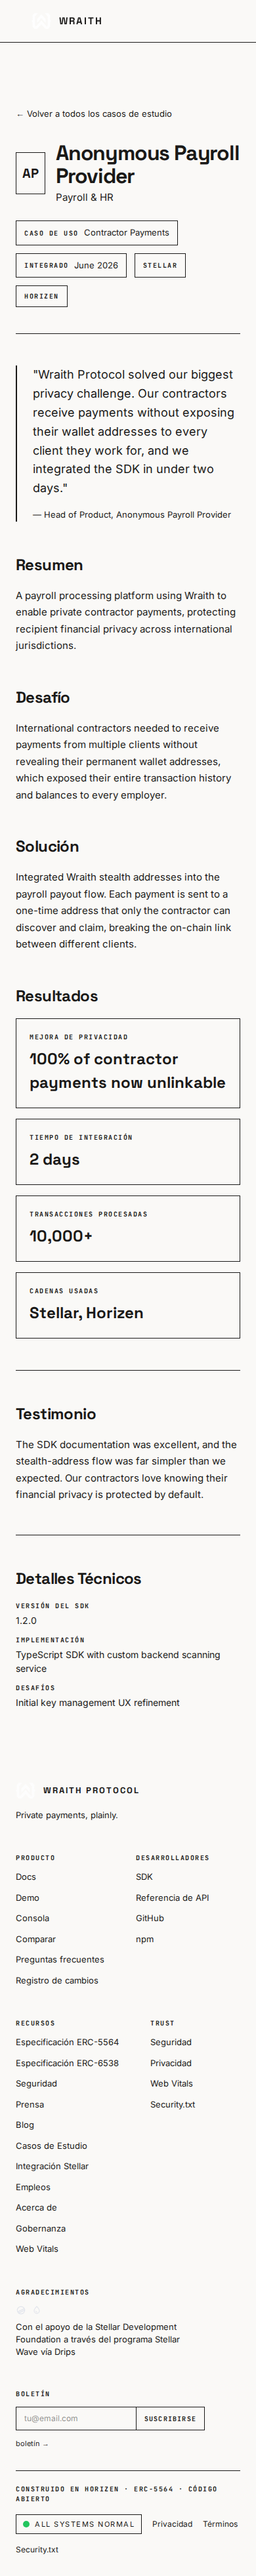 WRAITH
← Volver a todos los casos de estudio
AP
Anonymous Payroll
Provider
Payroll & HR
CASO DE USO Contractor Payments
INTEGRADO June 2026
STELLAR
HORIZEN
"Wraith Protocol solved our biggest
privacy challenge. Our contractors
receive payments without exposing
their wallet addresses to every
client they work for, and we
integrated the SDK in under two
days."
— Head of Product, Anonymous Payroll Provider
Resumen
A payroll processing platform using Wraith to
enable private contractor payments, protecting
recipient financial privacy across international
jurisdictions.
Desafío
International contractors needed to receive
payments from multiple clients without
revealing their permanent wallet addresses,
which exposed their entire transaction history
and balances to every employer.
Solución
Integrated Wraith stealth addresses into the
payroll payout flow. Each payment is sent to a
one-time address that only the contractor can
discover and claim, breaking the on-chain link
between different clients.
Resultados
MEJORA DE PRIVACIDAD
100% of contractor
payments now unlinkable
TIEMPO DE INTEGRACIÓN
2 days
TRANSACCIONES PROCESADAS
10,000+
CADENAS USADAS
Stellar, Horizen
Testimonio
The SDK documentation was excellent, and the
stealth-address flow was far simpler than we
expected. Our contractors love knowing their
financial privacy is protected by default.
Detalles Técnicos
VERSIÓN DEL SDK
1.2.0
IMPLEMENTACIÓN
TypeScript SDK with custom backend scanning
service
DESAFÍOS
Initial key management UX refinement
WRAITH PROTOCOL
Private payments, plainly.
PRODUCTO
Docs
Demo
Consola
Comparar
Preguntas frecuentes
Registro de cambios
DESARROLLADORES
SDK
Referencia de API
GitHub
npm
RECURSOS
Especificación ERC-5564
Especificación ERC-6538
Seguridad
Prensa
Blog
Casos de Estudio
Integración Stellar
Empleos
Acerca de
Gobernanza
Web Vitals
TRUST
Seguridad
Privacidad
Web Vitals
Security.txt
AGRADECIMIENTOS
Con el apoyo de la Stellar Development
Foundation a través del programa Stellar
Wave vía Drips
BOLETÍN
tu@email.com
SUSCRIBIRSE
boletín →
CONSTRUIDO EN HORIZEN · ERC-5564 · CÓDIGO
ABIERTO
ALL SYSTEMS NORMAL
Privacidad
Términos
Security.txt